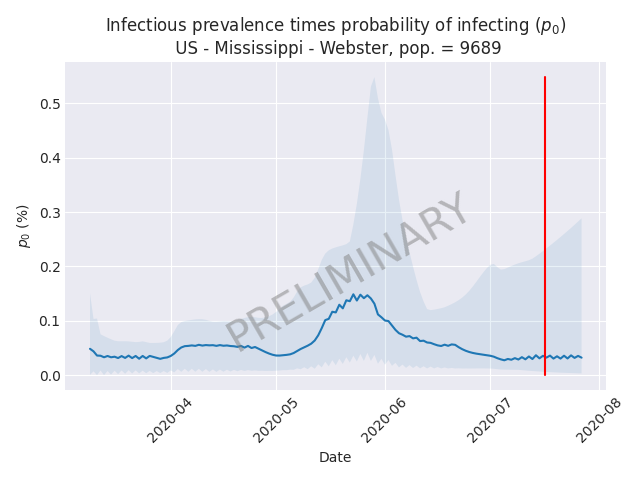 Infectious prevalence times probability of infecting (p₀)
US - Mississippi - Webster, pop. = 9689
0.5
0.4
0.3
0.2
0.1
0.0
p₀ (%)
PRELIMINARY
2020-04
2020-05
2020-06
2020-07
2020-08
Date